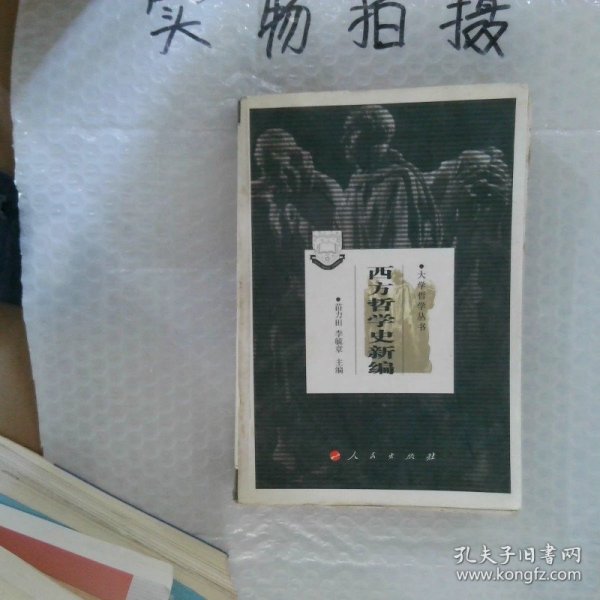 实物拍摄
大学哲学丛书
西方哲学史新编
苗力田 李毓章 主编
人民出版社
孔夫子旧书网
www.kongfz.com